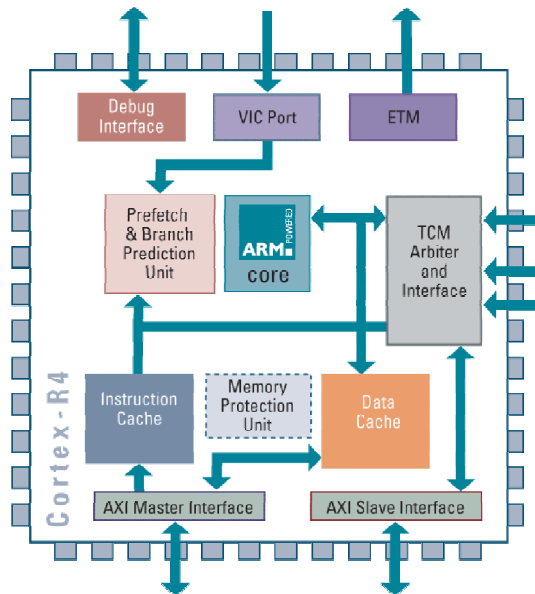 Debug
Interface
VIC Port
ETM
Prefetch
& Branch
Prediction
Unit
ARM
POWERED
core
TCM
Arbiter
and
Interface
Instruction
Cache
Memory
Protection
Unit
Data
Cache
AXI Master Interface
AXI Slave Interface
Cortex-R4